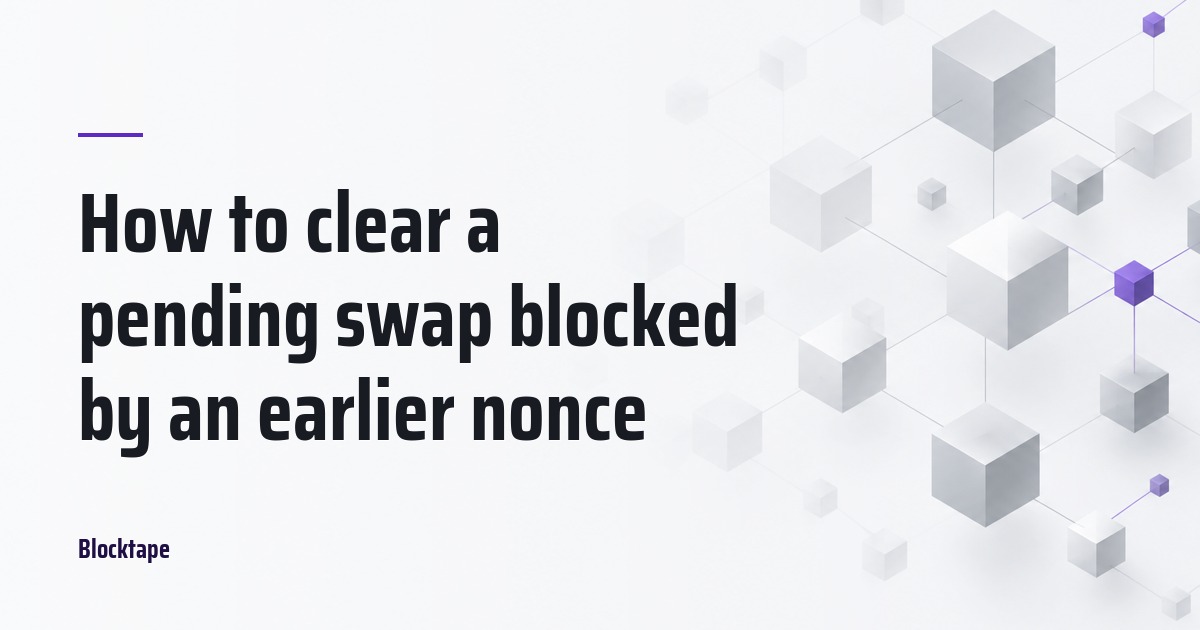 How to clear a
pending swap blocked
by an earlier nonce
Blocktape